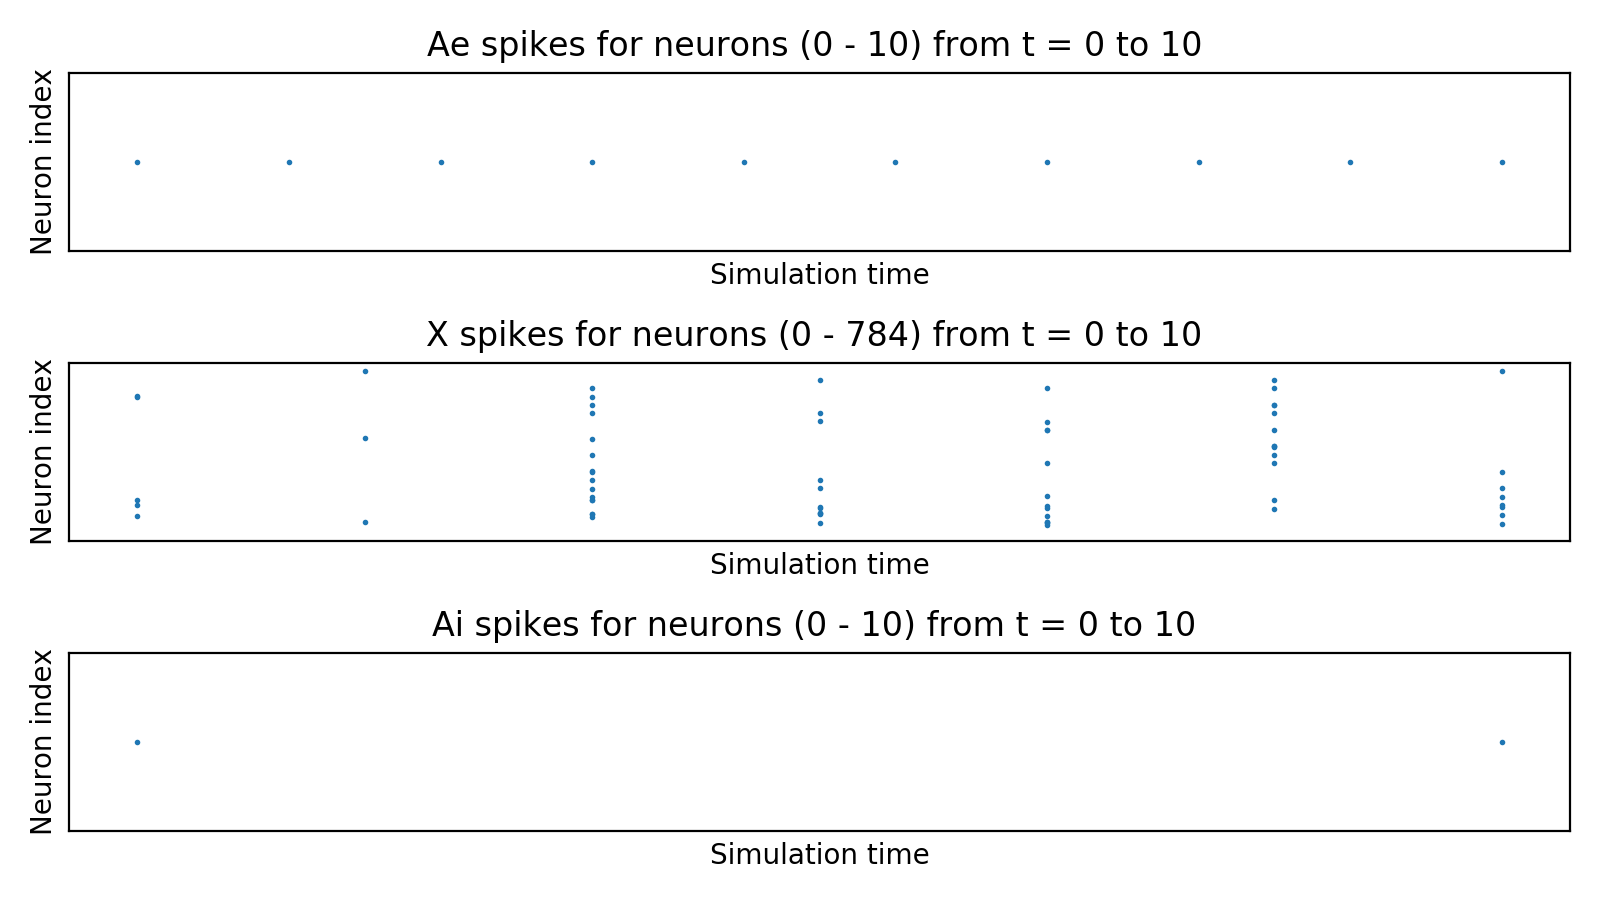 Ae spikes for neurons (0 - 10) from t = 0 to 10
Neuron index
Simulation time
X spikes for neurons (0 - 784) from t = 0 to 10
Neuron index
Simulation time
Ai spikes for neurons (0 - 10) from t = 0 to 10
Neuron index
Simulation time